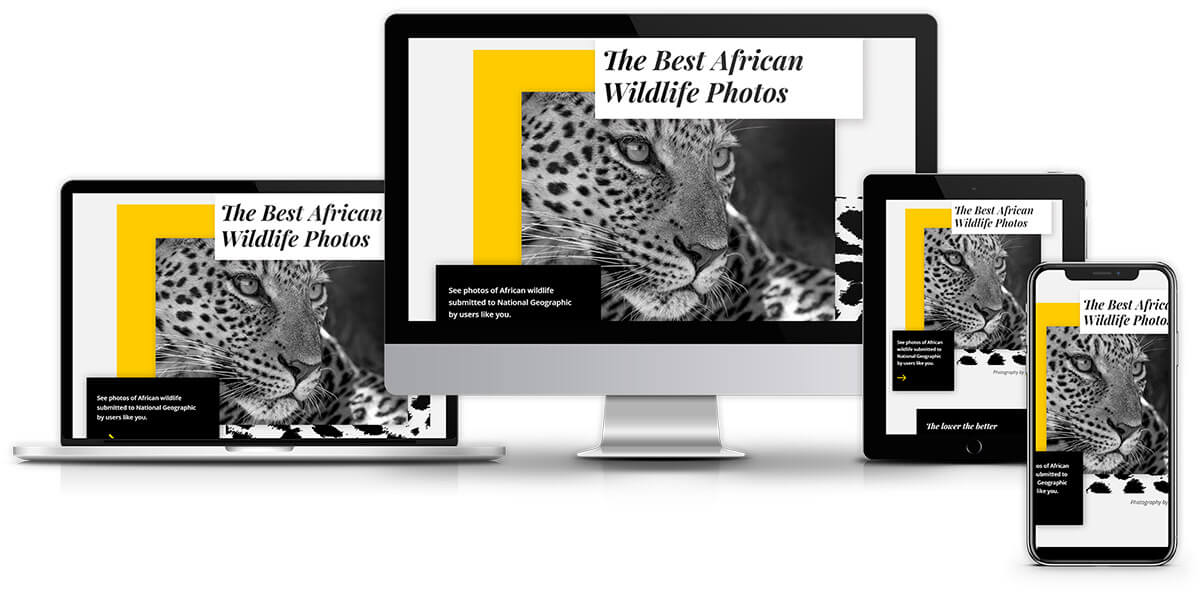 The Best African
Wildlife Photos
See photos of African wildlife
submitted to National Geographic
by users like you.
The Best African
Wildlife Photos
See photos of African wildlife
submitted to National Geographic
by users like you.
The Best African
Wildlife Photos
See photos of African
wildlife submitted to
National Geographic
by users like you.
Photography by
The lower the better
The Best Africa
Wildlife Photos
of African
to
Geographic
like you.
Photography by